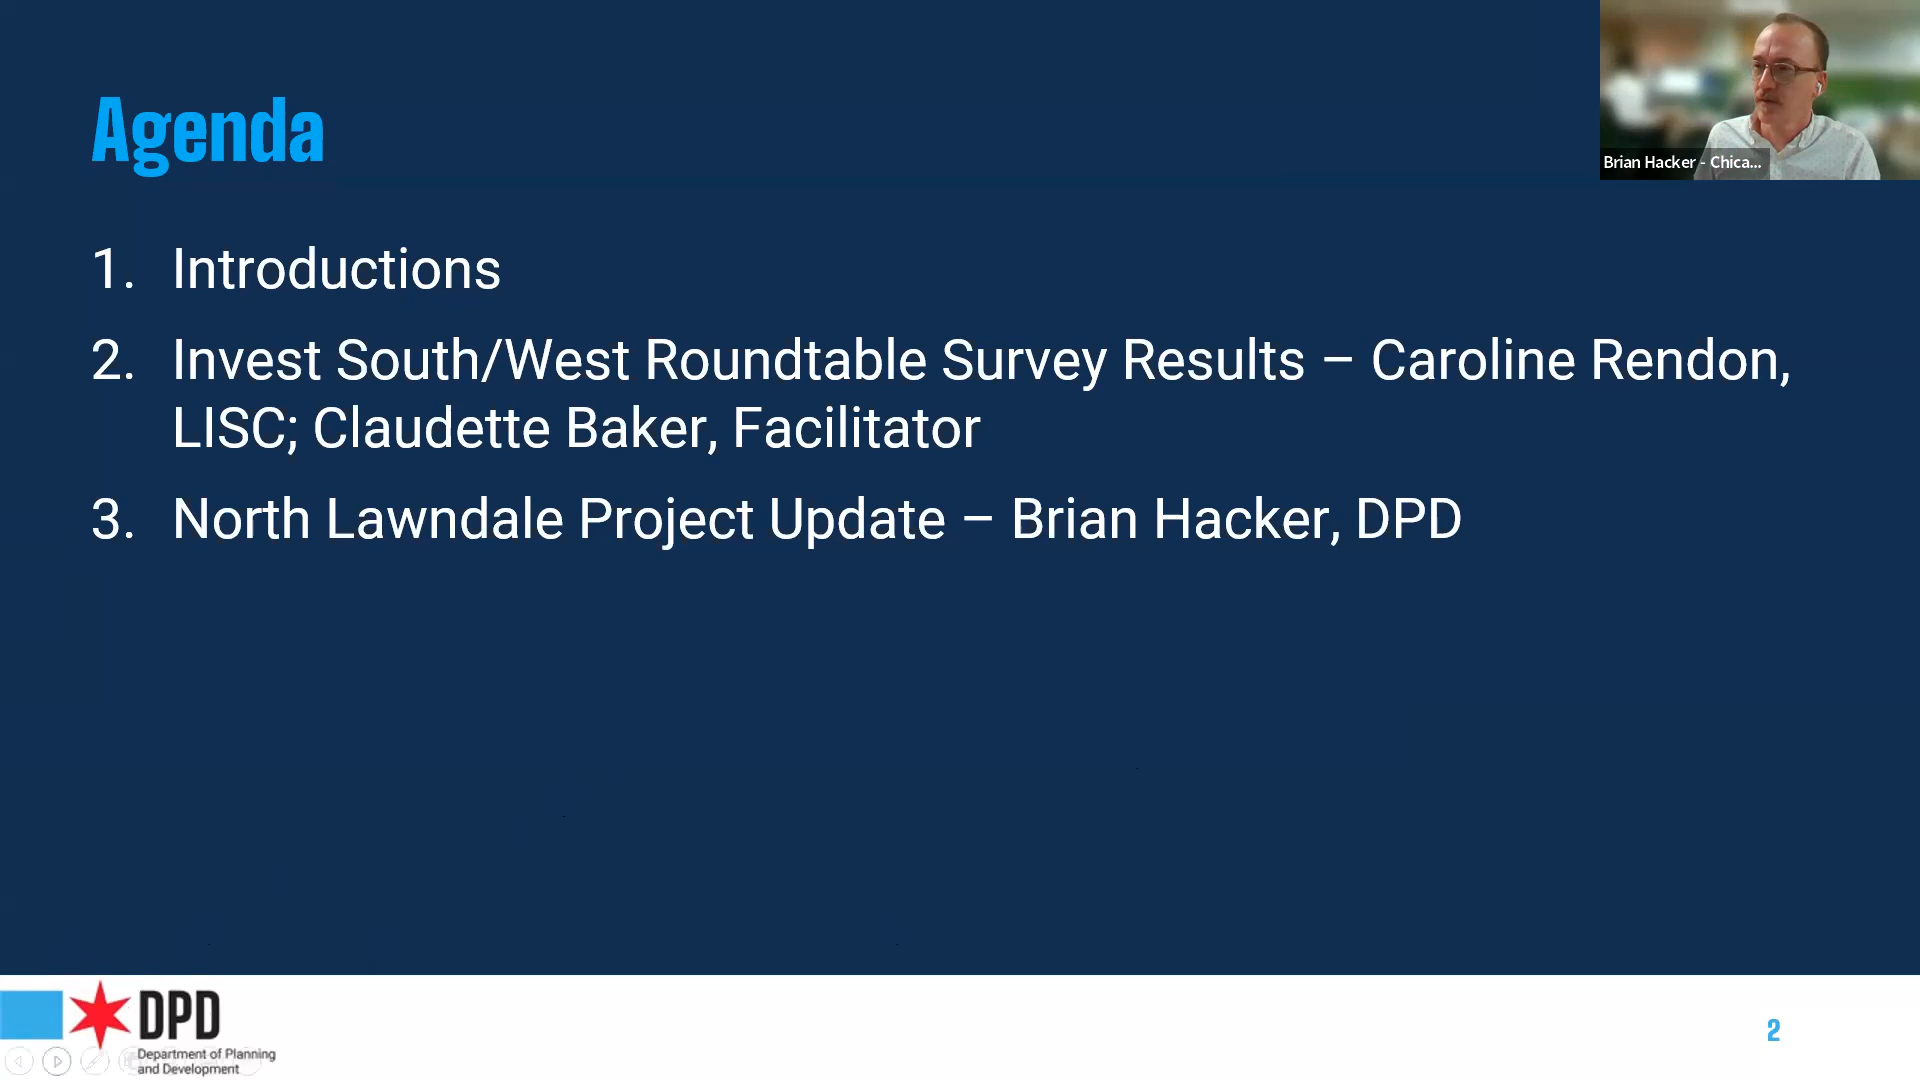 Agenda
Brian Hacker - Chica...
1. Introductions
2. Invest South/West Roundtable Survey Results – Caroline Rendon,
LISC; Claudette Baker, Facilitator
3. North Lawndale Project Update – Brian Hacker, DPD
DPD
Department of Planning
and Development
2